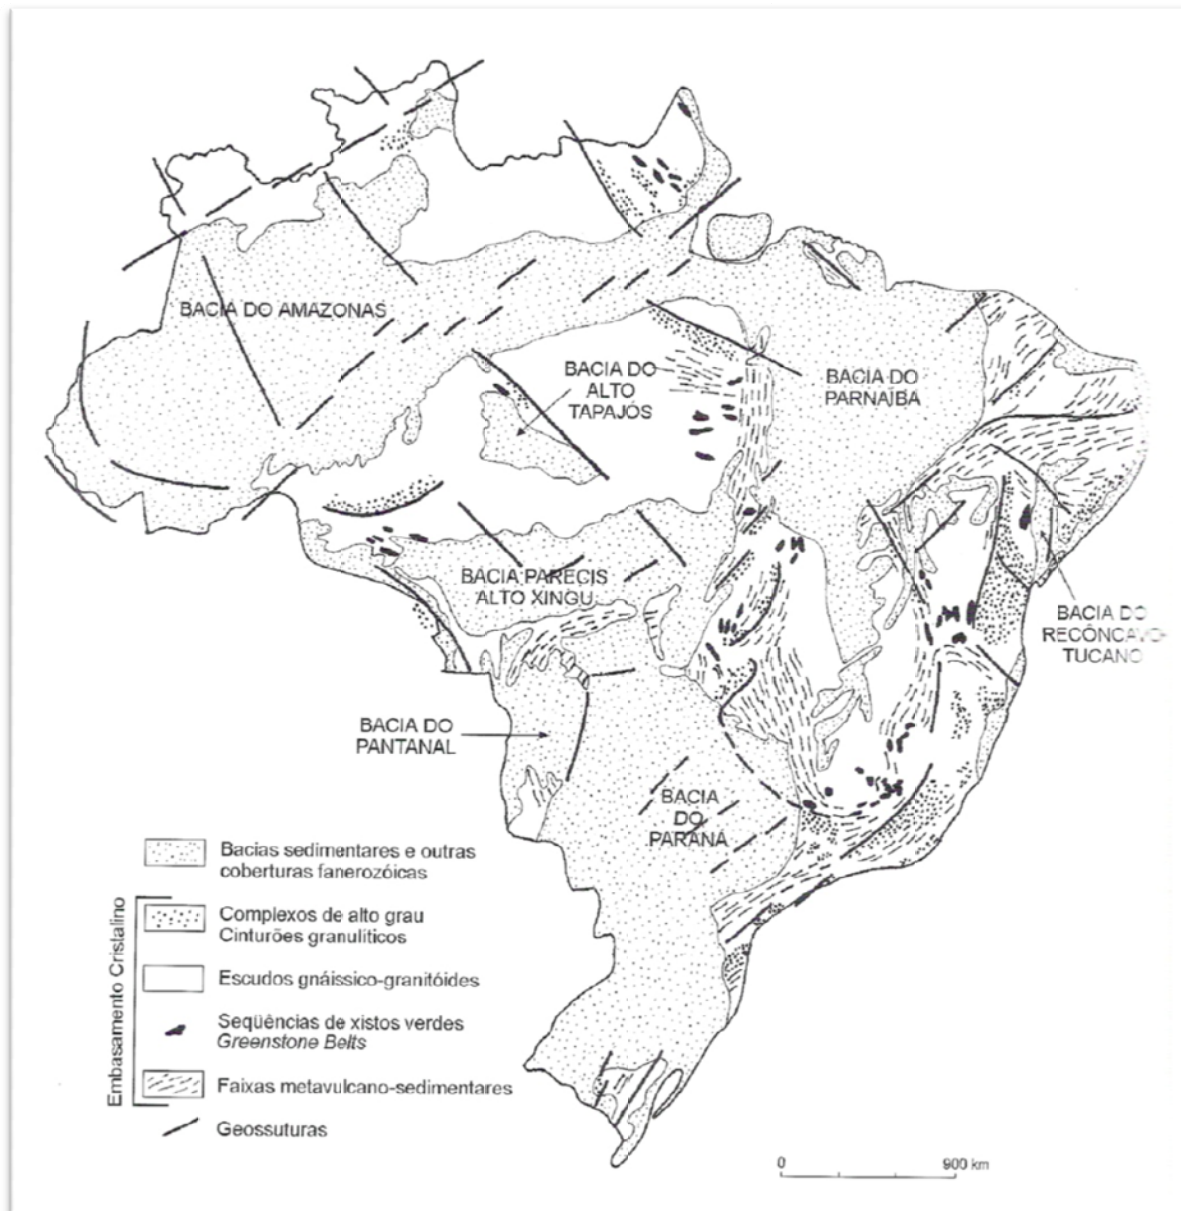 BACIA DO AMAZONAS
BACIA DO
ALTO
TAPAJÓS
BACIA DO
PARNAÍBA
BACIA PARECIS
ALTO XINGU
BACIA DO
RECÔNCAVO-
TUCANO
BACIA DO
PANTANAL
BACIA
DO
PARANÁ
Bacias sedimentares e outras
coberturas fanerozóicas
Embasamento Cristalino
Complexos de alto grau
Cinturões granulíticos
Escudos gnáissico-granitóides
Seqüências de xistos verdes
Greenstone Belts
Faixas metavulcano-sedimentares
Geossuturas
0 900 km